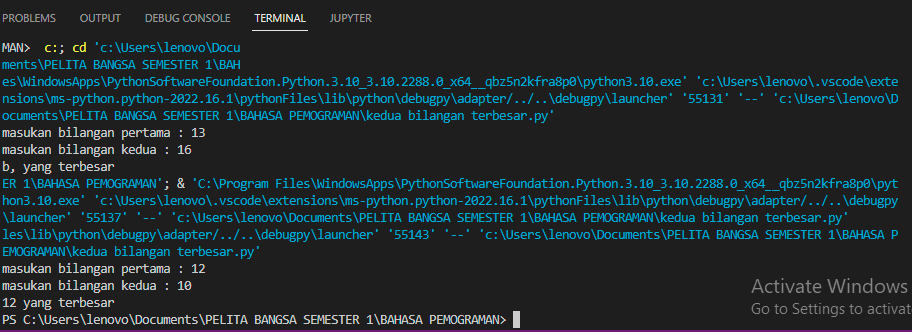 PROBLEMS OUTPUT DEBUG CONSOLE TERMINAL JUPYTER
MAN>  c:; cd 'c:\Users\lenovo\Docu
ments\PELITA BANGSA SEMESTER 1\BAH
es\WindowsApps\PythonSoftwareFoundation.Python.3.10_3.10.2288.0_x64__qbz5n2kfra8p0\python3.10.exe' 'c:\Users\lenovo\.vscode\exte
nsions\ms-python.python-2022.16.1\pythonFiles\lib\python\debugpy\adapter/../..\debugpy\launcher' '55131' '--' 'c:\Users\lenovo\D
ocuments\PELITA BANGSA SEMESTER 1\BAHASA PEMOGRAMAN\kedua bilangan terbesar.py'
masukan bilangan pertama : 13
masukan bilangan kedua : 16
b, yang terbesar
ER 1\BAHASA PEMOGRAMAN'; & 'C:\Program Files\WindowsApps\PythonSoftwareFoundation.Python.3.10_3.10.2288.0_x64__qbz5n2kfra8p0\pyt
hon3.10.exe' 'c:\Users\lenovo\.vscode\extensions\ms-python.python-2022.16.1\pythonFiles\lib\python\debugpy\adapter/../..\debugpy
\launcher' '55137' '--' 'c:\Users\lenovo\Documents\PELITA BANGSA SEMESTER 1\BAHASA PEMOGRAMAN\kedua bilangan terbesar.py'
les\lib\python\debugpy\adapter/../..\debugpy\launcher' '55143' '--' 'c:\Users\lenovo\Documents\PELITA BANGSA SEMESTER 1\BAHASA P
EMOGRAMAN\kedua bilangan terbesar.py'
masukan bilangan pertama : 12
masukan bilangan kedua : 10
12 yang terbesar
PS C:\Users\lenovo\Documents\PELITA BANGSA SEMESTER 1\BAHASA PEMOGRAMAN>
Activate Windows
Go to Settings to activat